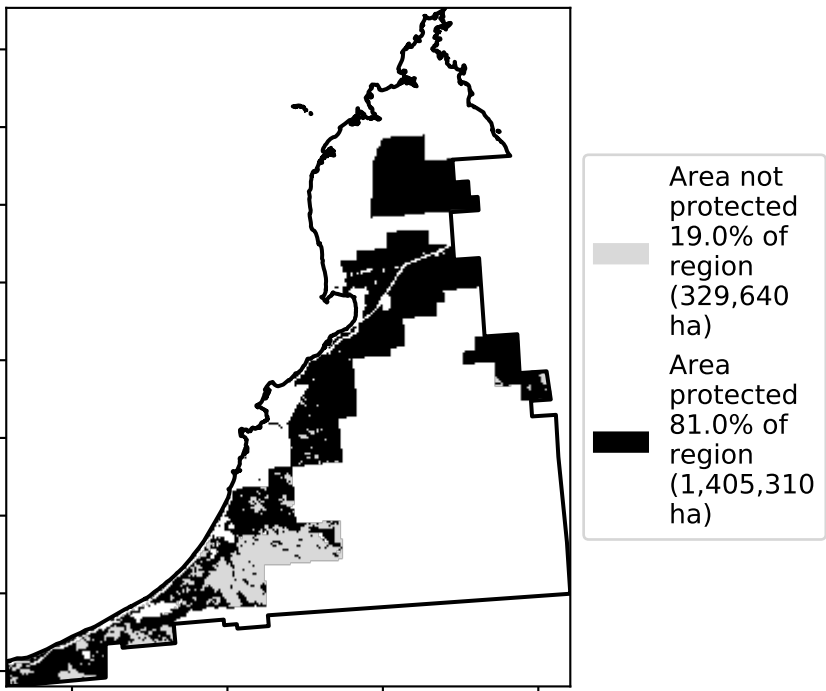 Area not
protected
19.0% of
region
(329,640
ha)
Area
protected
81.0% of
region
(1,405,310
ha)